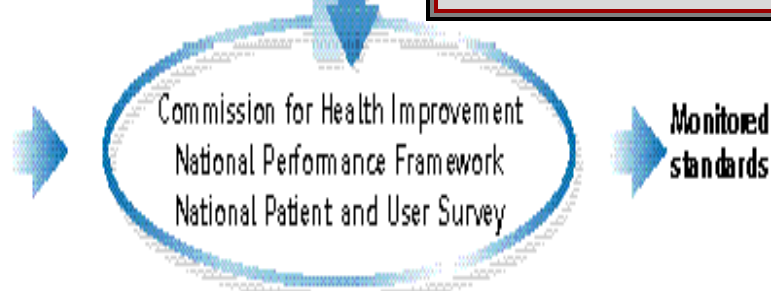 Commission for Health Improvement
National Performance Framework
National Patient and User Survey
Monitored
standards